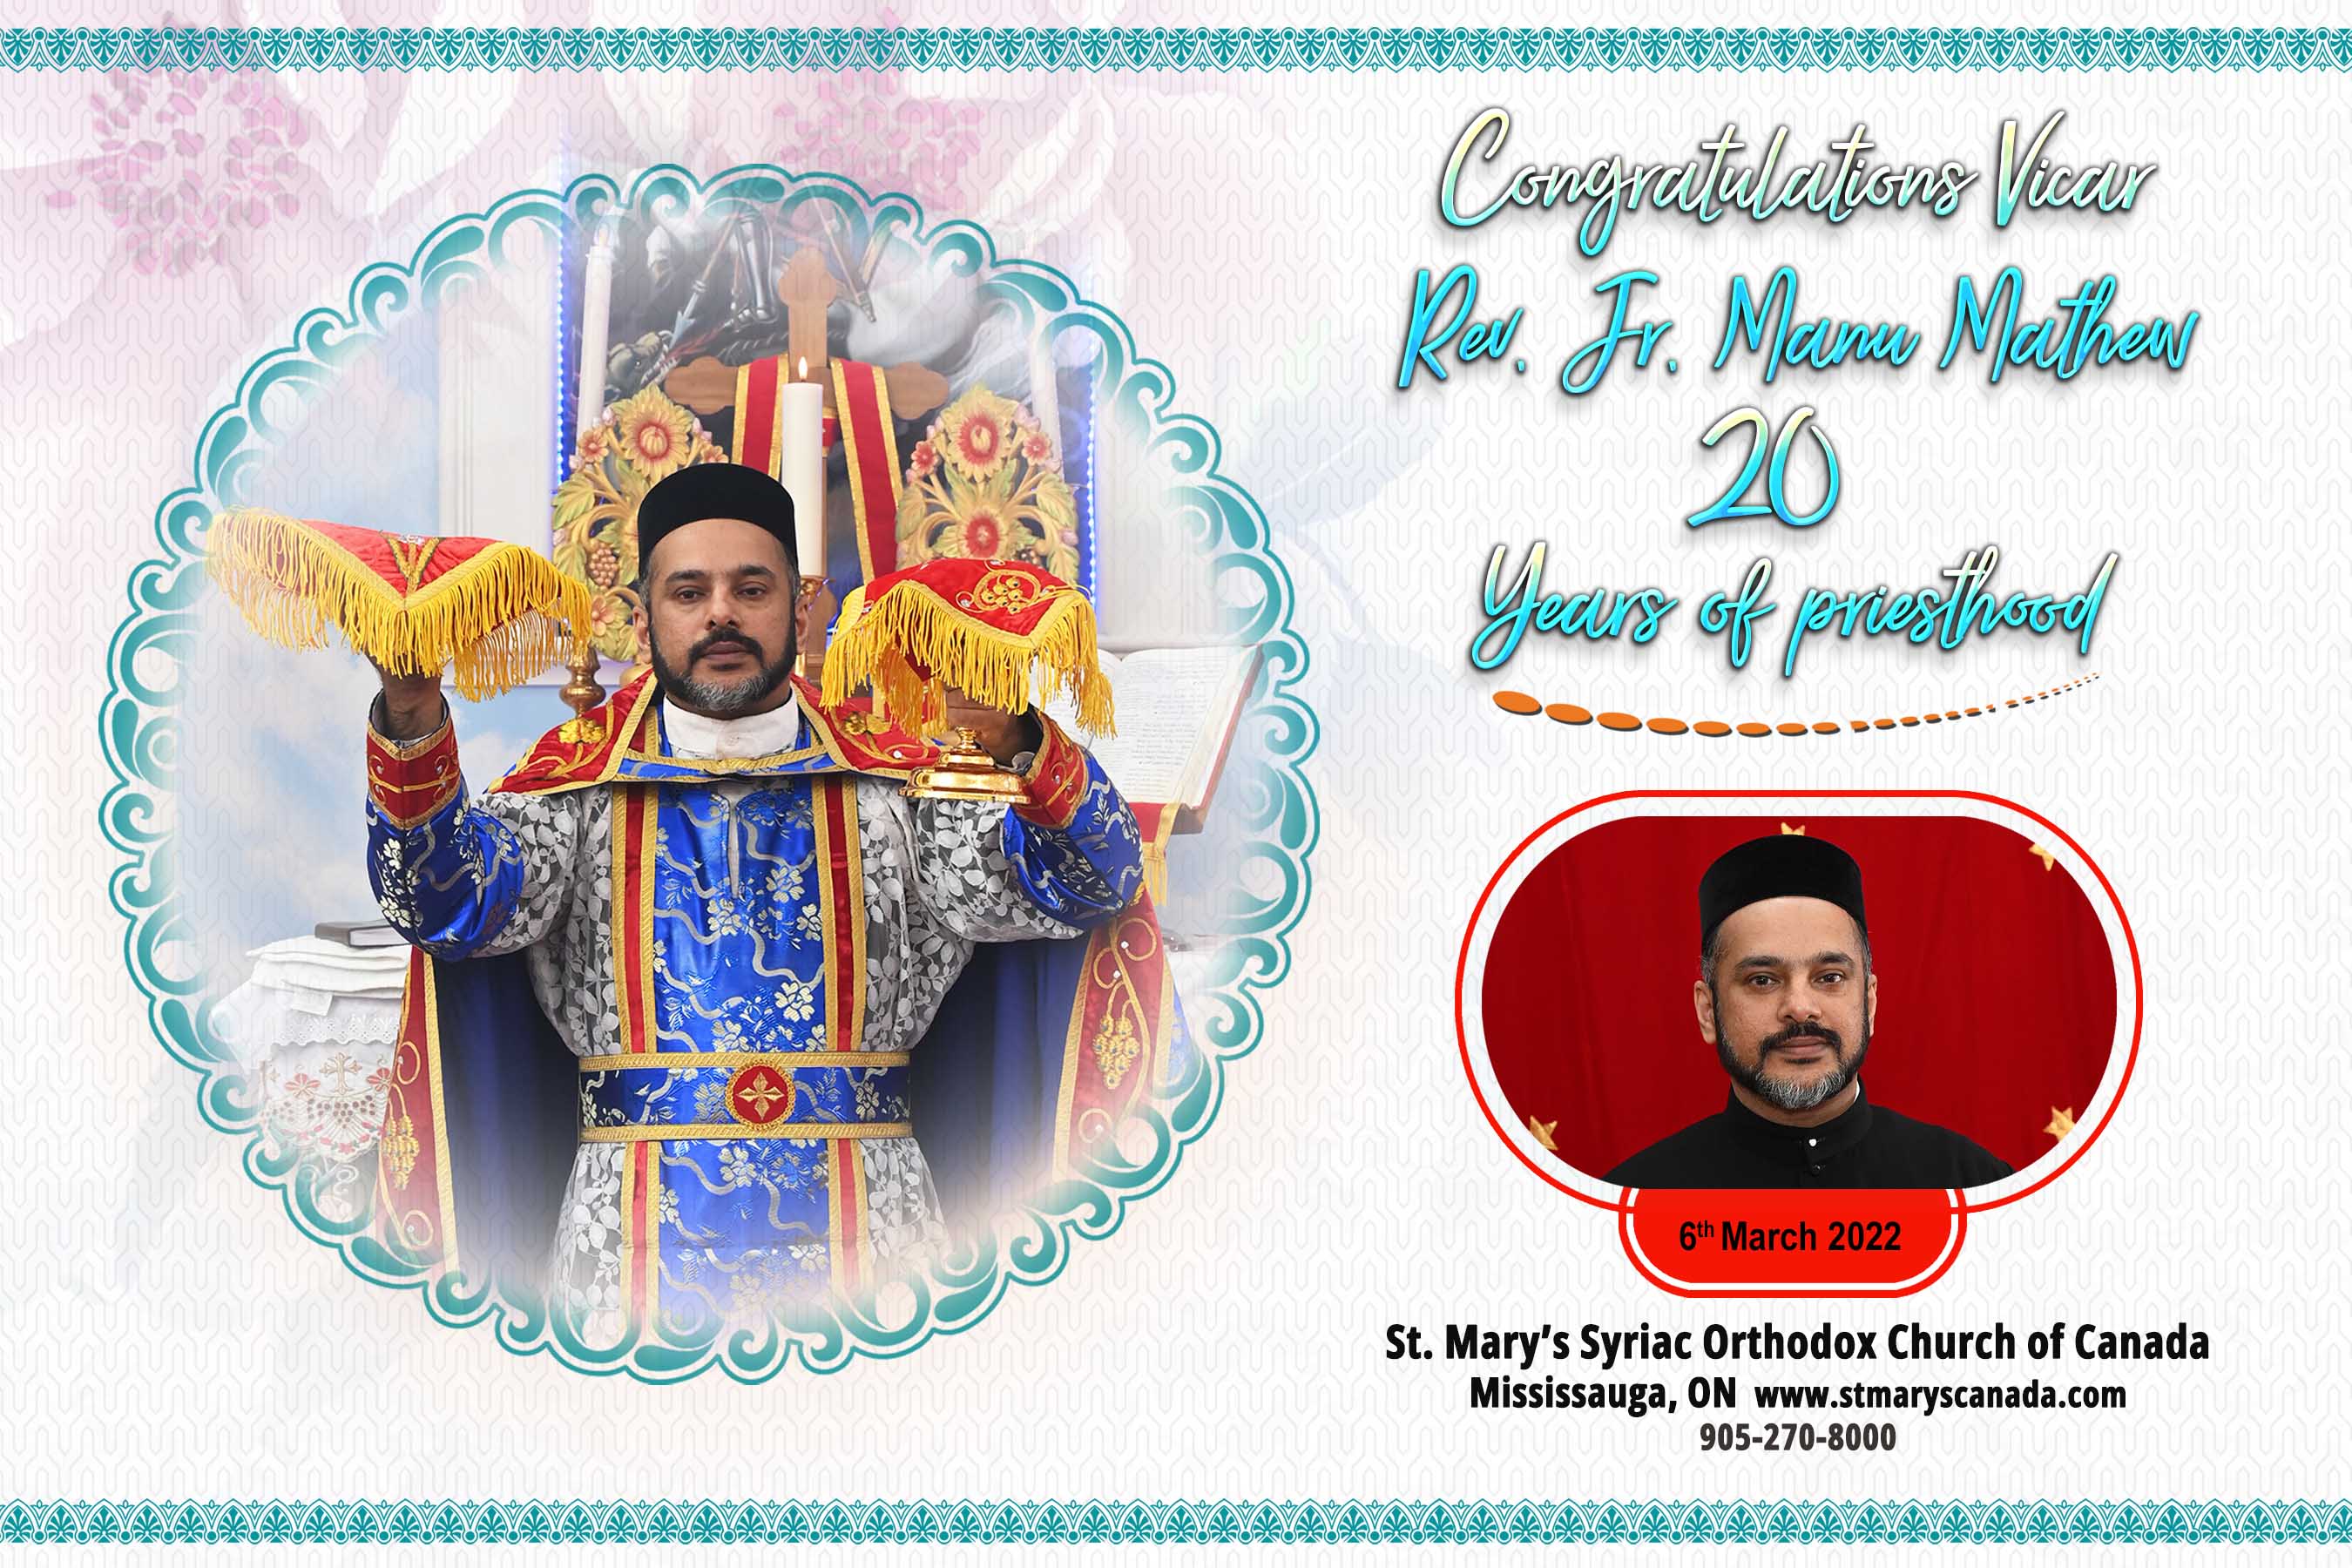 Congratulations Vicar
Rev. Fr. Manu Mathew
20
Years of priesthood
6th March 2022
St. Mary’s Syriac Orthodox Church of Canada
Mississauga, ON www.stmaryscanada.com
905-270-8000